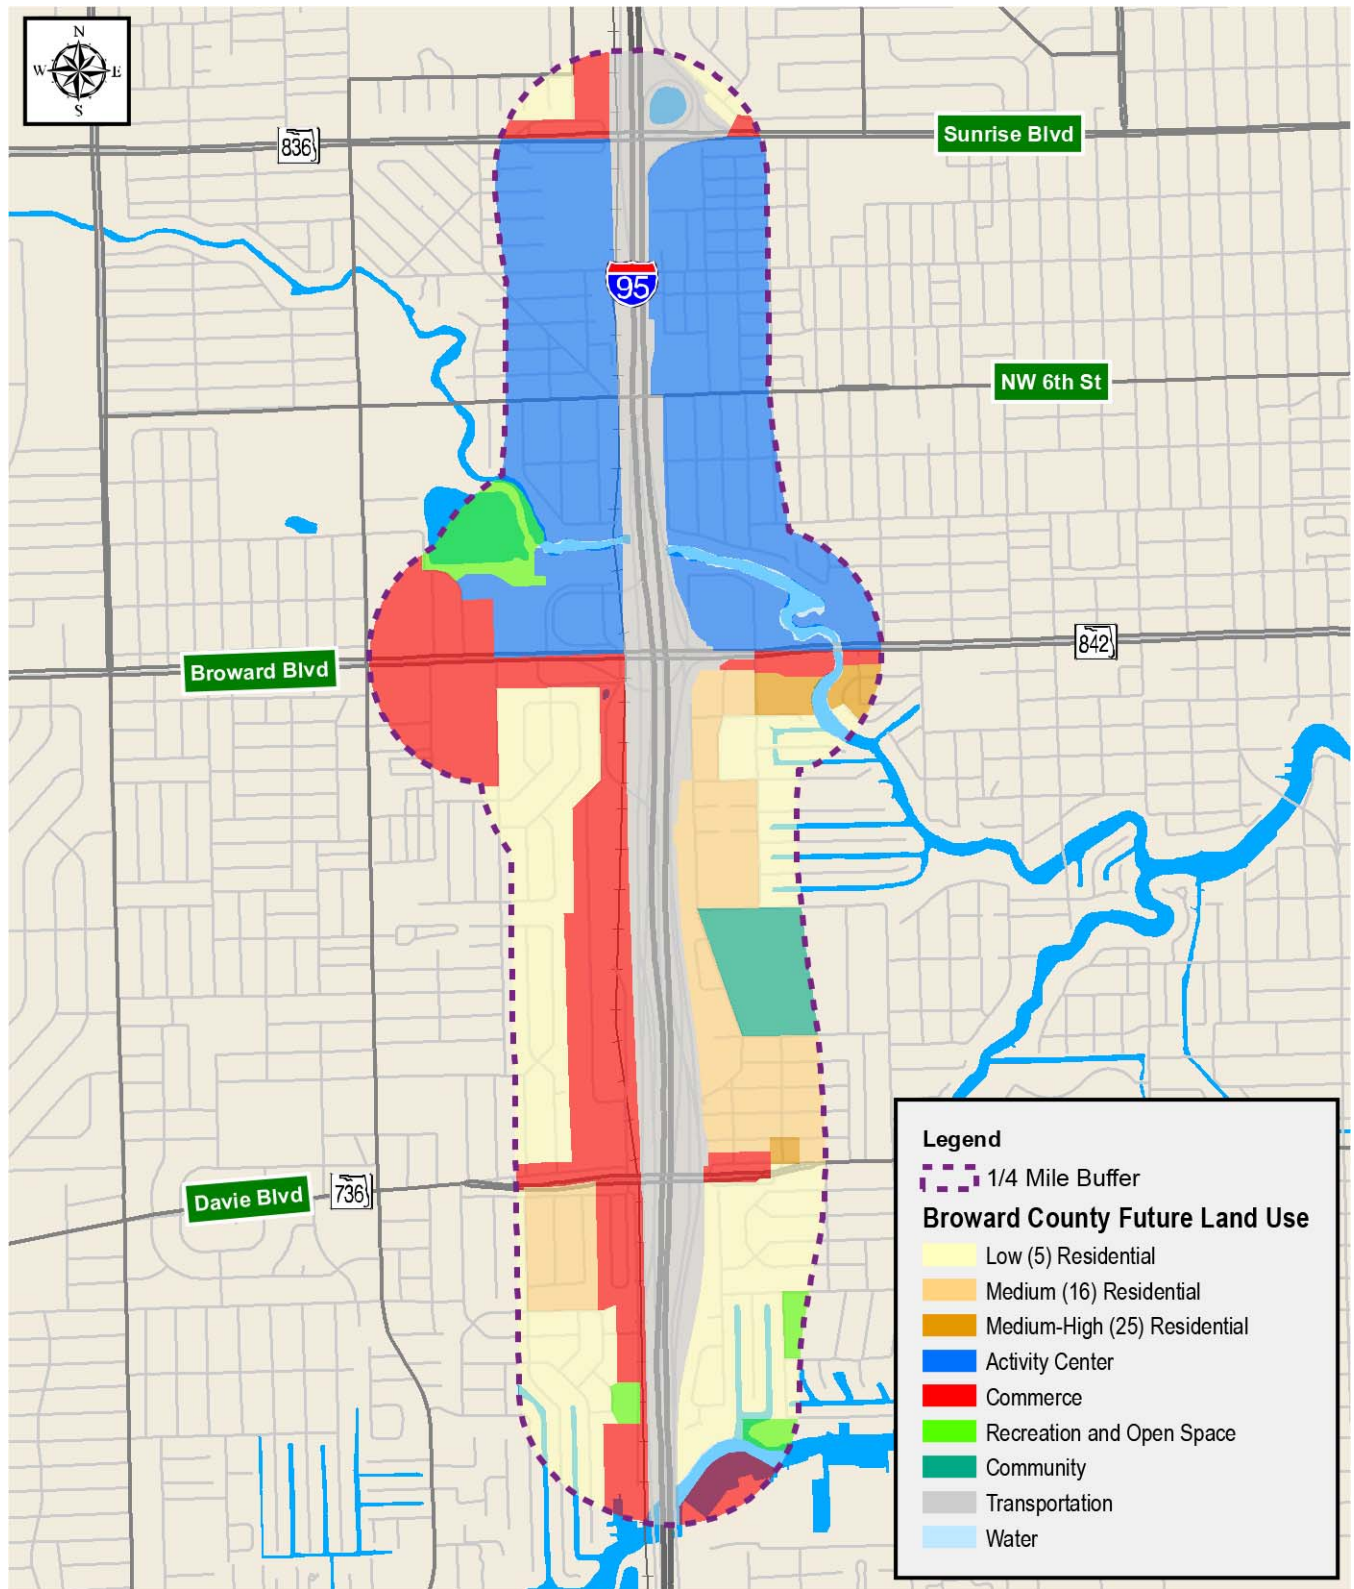 N
W E
S
836
Sunrise Blvd
95
NW 6th St
842
Broward Blvd
736
Davie Blvd
Legend
1/4 Mile Buffer
Broward County Future Land Use
Low (5) Residential
Medium (16) Residential
Medium-High (25) Residential
Activity Center
Commerce
Recreation and Open Space
Community
Transportation
Water